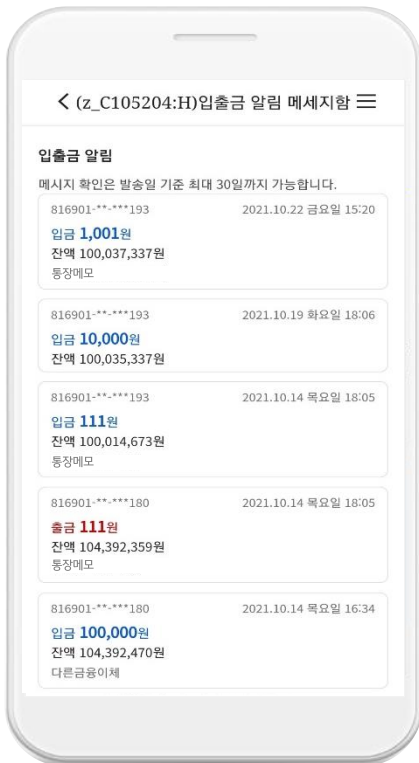 (z_C105204:H)입출금 알림 메세지함
입출금 알림
메시지 확인은 발송일 기준 최대 30일까지 가능합니다.
816901-**-***193 2021.10.22 금요일 15:20
입금 1,001원
잔액 100,037,337원
통장메모
816901-**-***193 2021.10.19 화요일 18:06
입금 10,000원
잔액 100,035,337원
816901-**-***193 2021.10.14 목요일 18:05
입금 111원
잔액 100,014,673원
통장메모
816901-**-***180 2021.10.14 목요일 18:05
출금 111원
잔액 104,392,359원
통장메모
816901-**-***180 2021.10.14 목요일 16:34
입금 100,000원
잔액 104,392,470원
다른금융이체